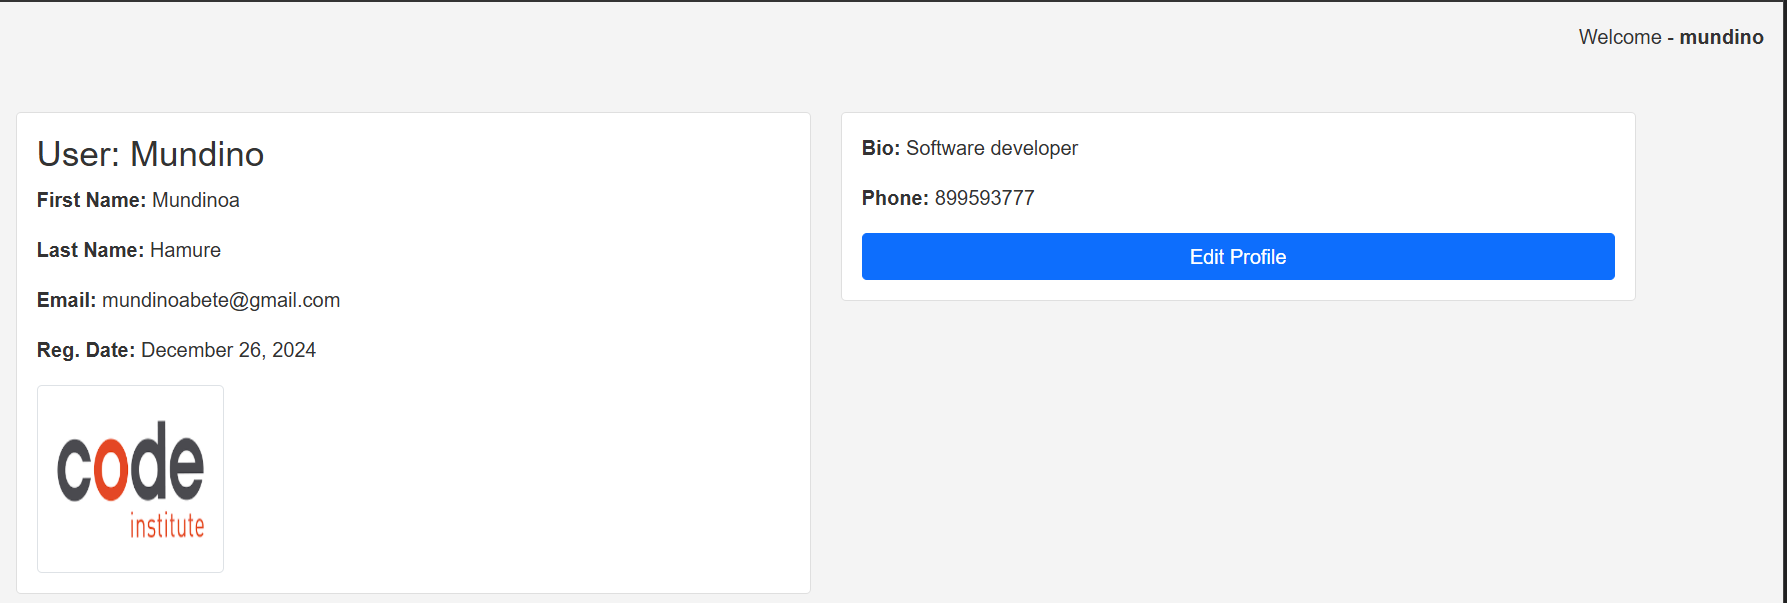 Welcome - mundino
User: Mundino
First Name: Mundinoa
Last Name: Hamure
Email: mundinoabete@gmail.com
Reg. Date: December 26, 2024
code
institute
Bio: Software developer
Phone: 899593777
Edit Profile